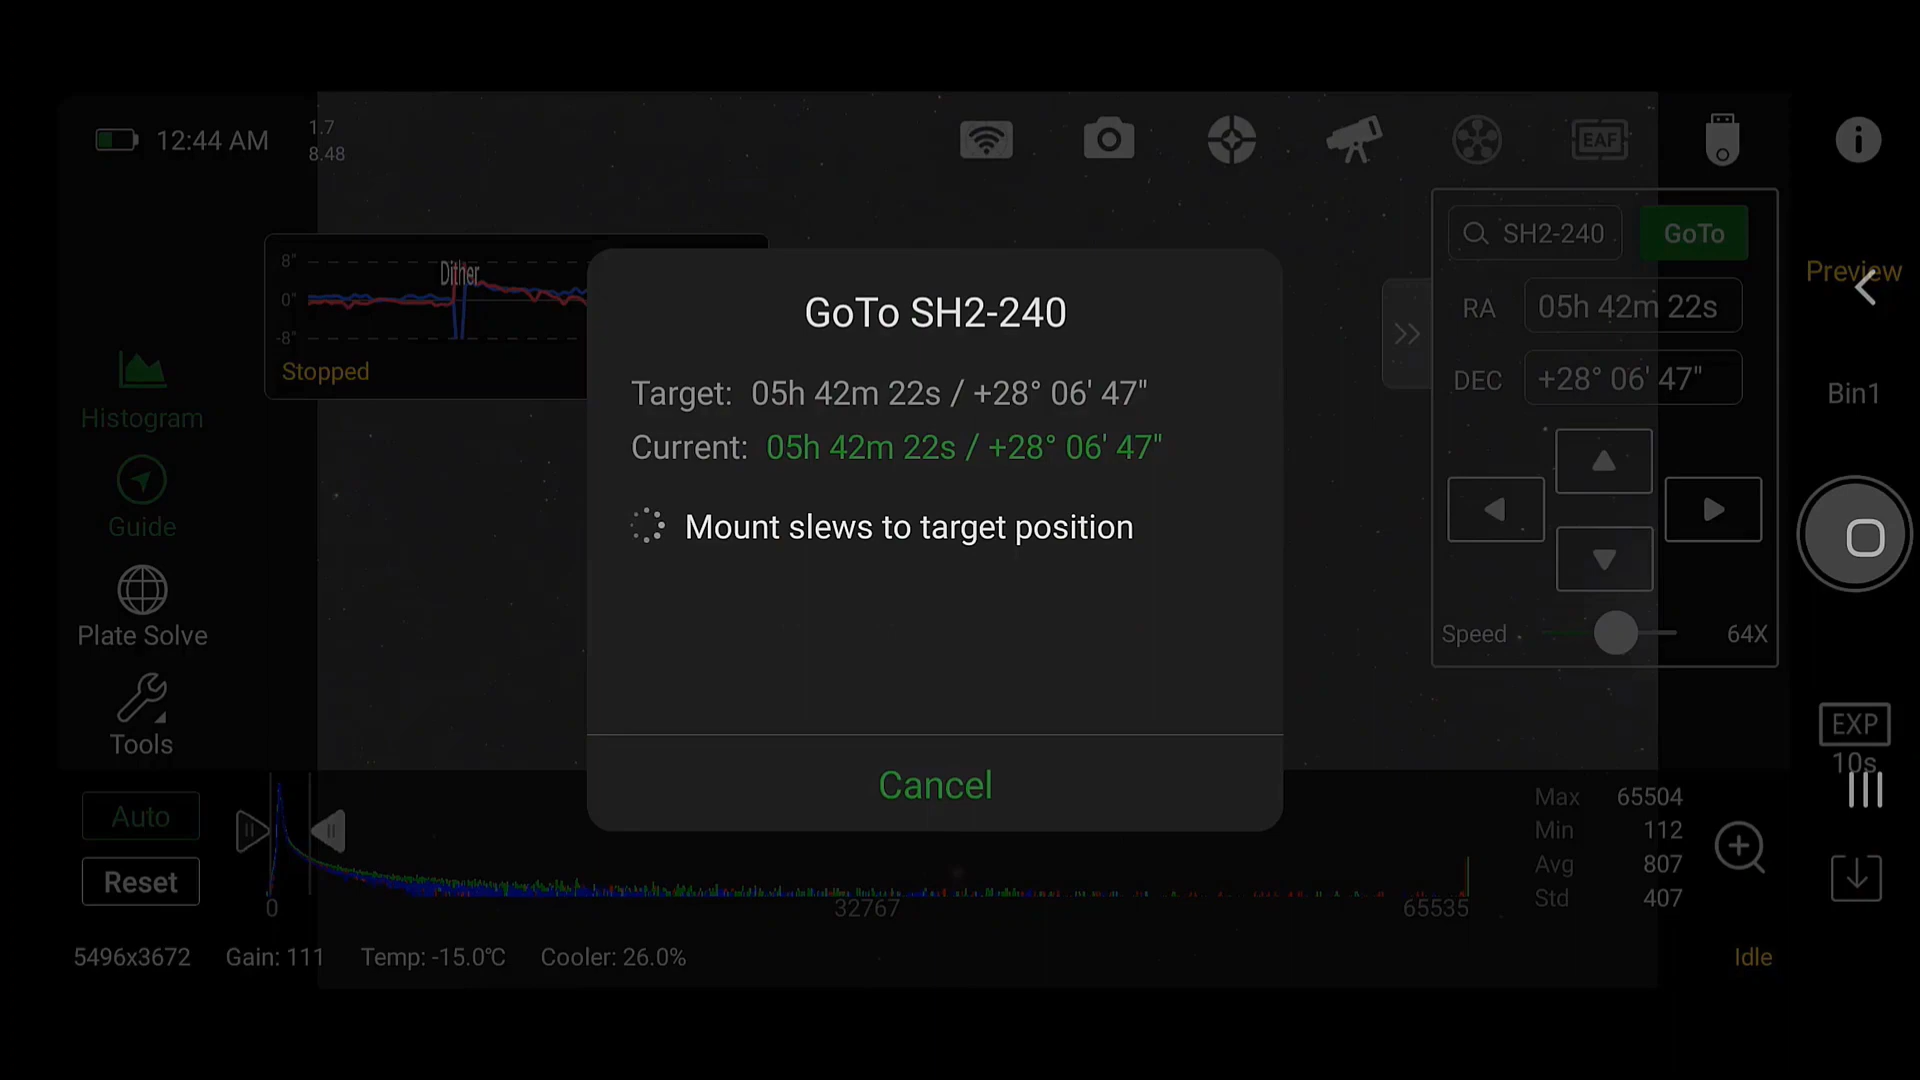 12:44 AM
1.7
8.48
EAF
SH2-240
GoTo
RA
05h 42m 22s
DEC
+28° 06' 47"
Speed
64X
Preview
Bin1
EXP
10s
8"
0"
-8"
Dither
Stopped
GoTo SH2-240
Target: 05h 42m 22s / +28° 06' 47"
Current: 05h 42m 22s / +28° 06' 47"
Mount slews to target position
Cancel
Histogram
Guide
Plate Solve
Tools
Auto
Reset
0
32767
65535
Max 65504
Min 112
Avg 807
Std 407
5496x3672 Gain: 111 Temp: -15.0℃ Cooler: 26.0%
Idle